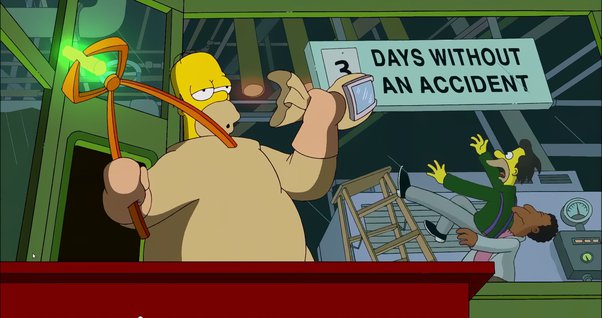 3
DAYS WITHOUT
AN ACCIDENT